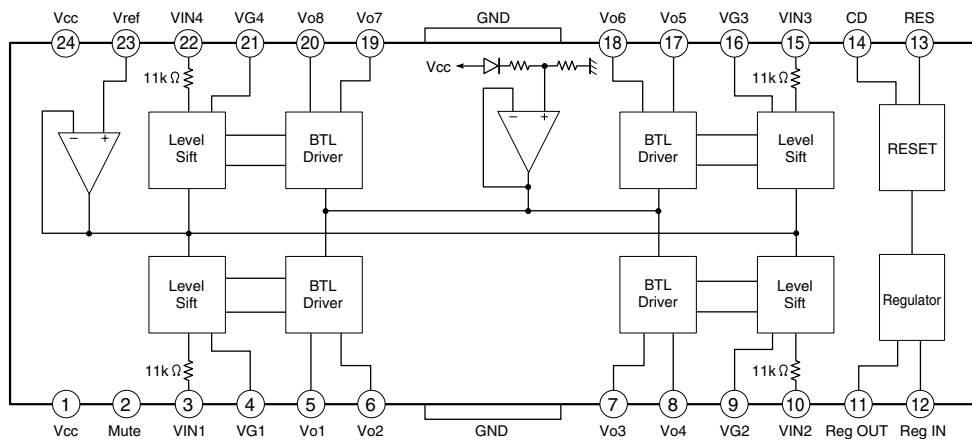 Vcc Vref VIN4 VG4 Vo8 Vo7 GND Vo6 Vo5 VG3 VIN3 CD RES
24 23 22 21 20 19 18 17 16 15 14 13
11kΩ Vcc 11kΩ
− + − +
Level
Sift
BTL
Driver
BTL
Driver
Level
Sift
RESET
Level
Sift
BTL
Driver
BTL
Driver
Level
Sift
Regulator
11kΩ 11kΩ
1 2 3 4 5 6 7 8 9 10 11 12
Vcc Mute VIN1 VG1 Vo1 Vo2 GND Vo3 Vo4 VG2 VIN2 Reg OUT Reg IN